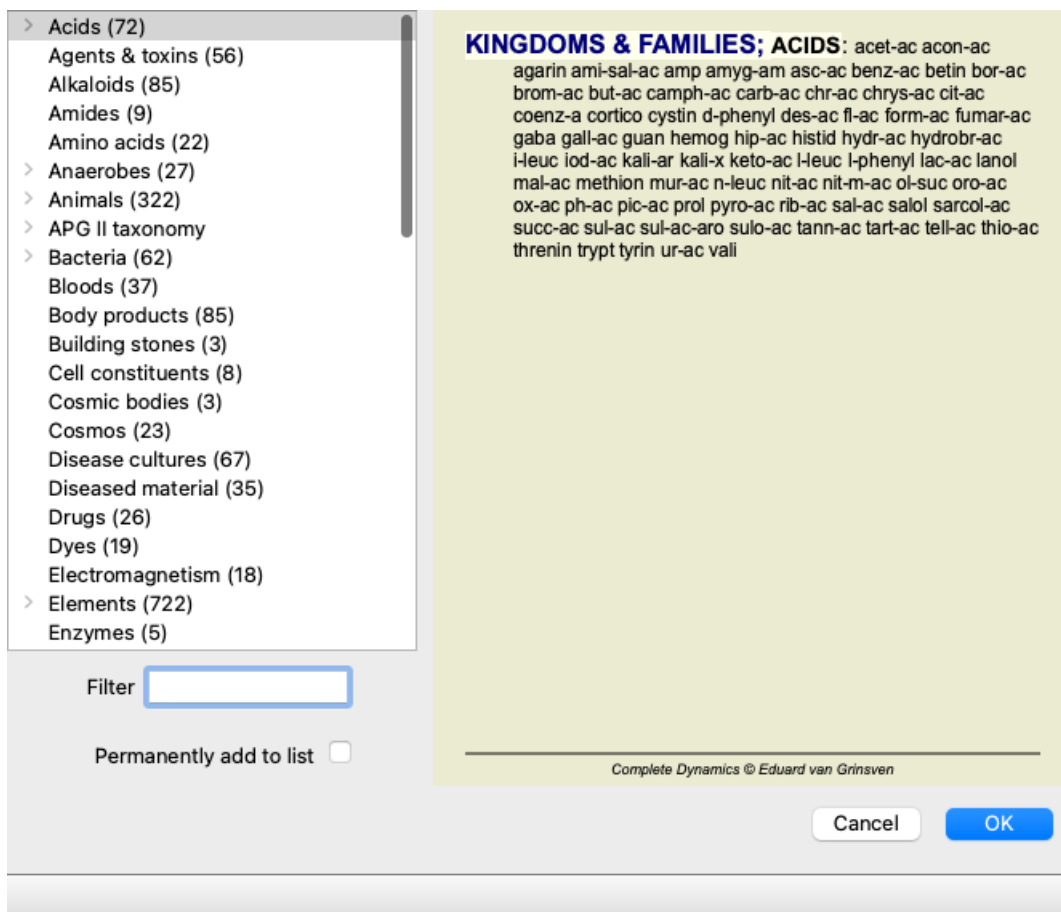 Acids (72)
Agents & toxins (56)
Alkaloids (85)
Amides (9)
Amino acids (22)
Anaerobes (27)
Animals (322)
APG II taxonomy
Bacteria (62)
Bloods (37)
Body products (85)
Building stones (3)
Cell constituents (8)
Cosmic bodies (3)
Cosmos (23)
Disease cultures (67)
Diseased material (35)
Drugs (26)
Dyes (19)
Electromagnetism (18)
Elements (722)
Enzymes (5)
Filter
Permanently add to list
KINGDOMS & FAMILIES; ACIDS: acet-ac acon-ac
agarin ami-sal-ac amp amyg-am asc-ac benz-ac betin bor-ac
brom-ac but-ac camph-ac carb-ac chr-ac chrys-ac cit-ac
coenz-a cortico cystin d-phenyl des-ac fl-ac form-ac fumar-ac
gaba gall-ac guan hemog hip-ac histid hydr-ac hydrobr-ac
i-leuc iod-ac kali-ar kali-x keto-ac l-leuc l-phenyl lac-ac lanol
mal-ac methion mur-ac n-leuc nit-ac nit-m-ac ol-suc oro-ac
ox-ac ph-ac pic-ac prol pyro-ac rib-ac sal-ac salol sarcol-ac
succ-ac sul-ac sul-ac-aro sulo-ac tann-ac tart-ac tell-ac thio-ac
threnin trypt tyrin ur-ac vali
Complete Dynamics © Eduard van Grinsven
Cancel
OK